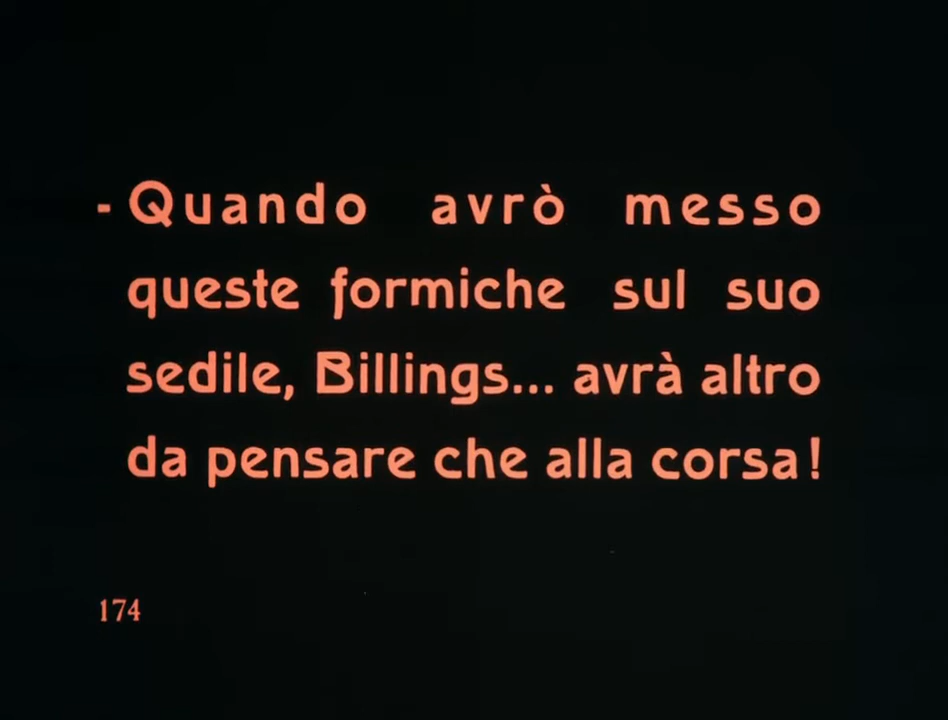 - Quando avrò messo
queste formiche sul suo
sedile, Billings... avrà altro
da pensare che alla corsa!
174